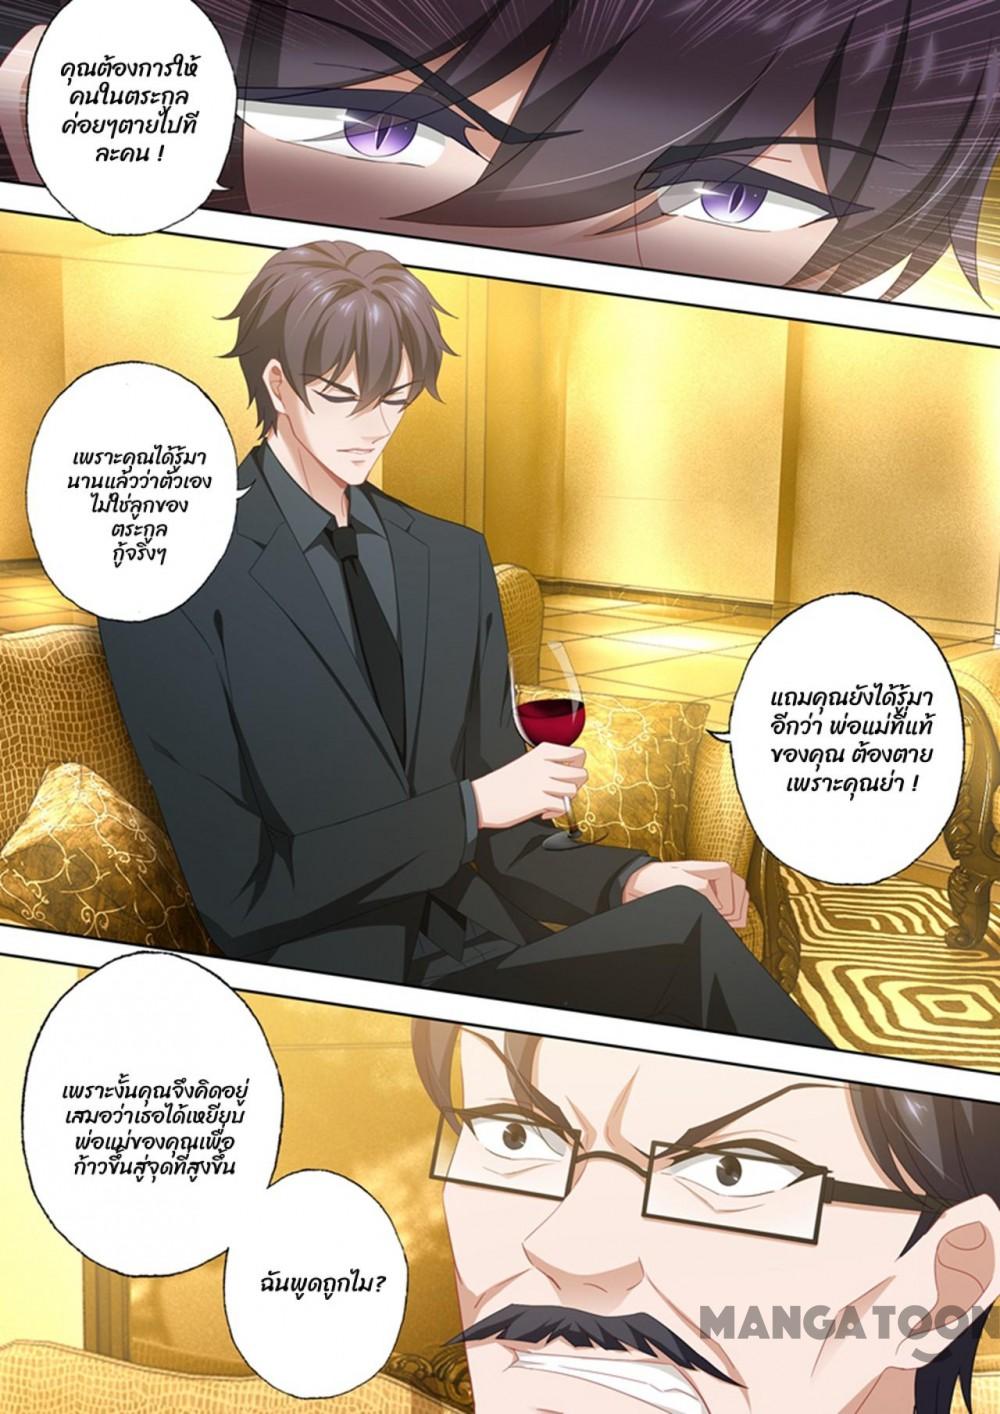 คุณต้องการให้
คนในตระกูล
ค่อยๆตายไปที
ละคน !
เพราะคุณได้รู้มา
นานแล้วว่าตัวเอง
ไม่ใช่ลูกของ
ตระกูล
กู้จริงๆ
แถมคุณยังได้รู้มา
อีกว่า พ่อแม่ที่แท้
ของคุณ ต้องตาย
เพราะคุณย่า !
เพราะงั้นคุณจึงคิดอยู่
เสมอว่าเธอได้เหยียบ
พ่อแม่ของคุณเพื่อ
ก้าวขึ้นสู่จุดที่สูงขึ้น
ฉันพูดถูกไม?
MANGATOON